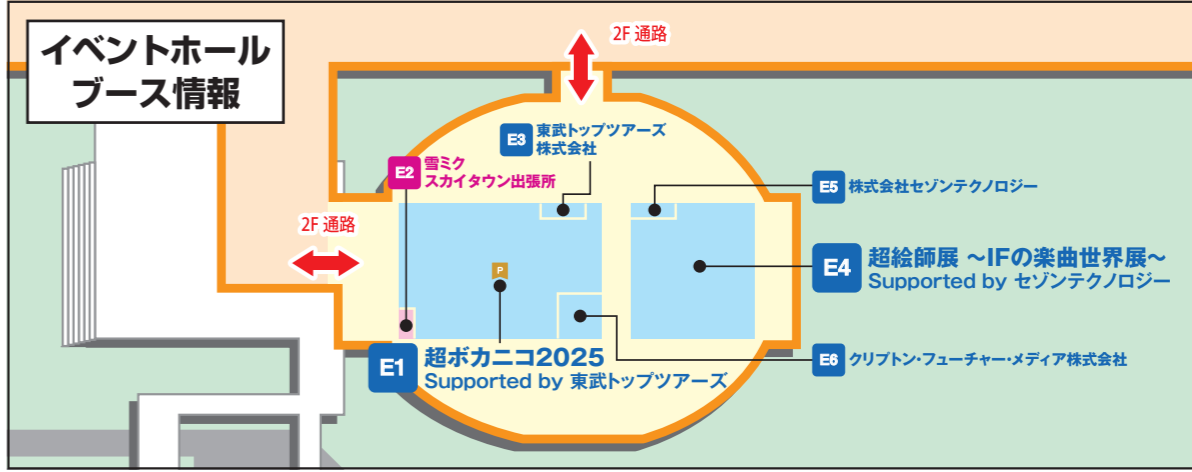 イベントホール
ブース情報
2F 通路
E3 東武トップツアーズ
株式会社
E2 雪ミク
スカイタウン出張所
E5 株式会社セゾンテクノロジー
2F 通路
E4 超絵師展 ~IFの楽曲世界展~
Supported by セゾンテクノロジー
P
E1 超ボカニコ2025
Supported by 東武トップツアーズ
E6 クリプトン・フューチャー・メディア株式会社